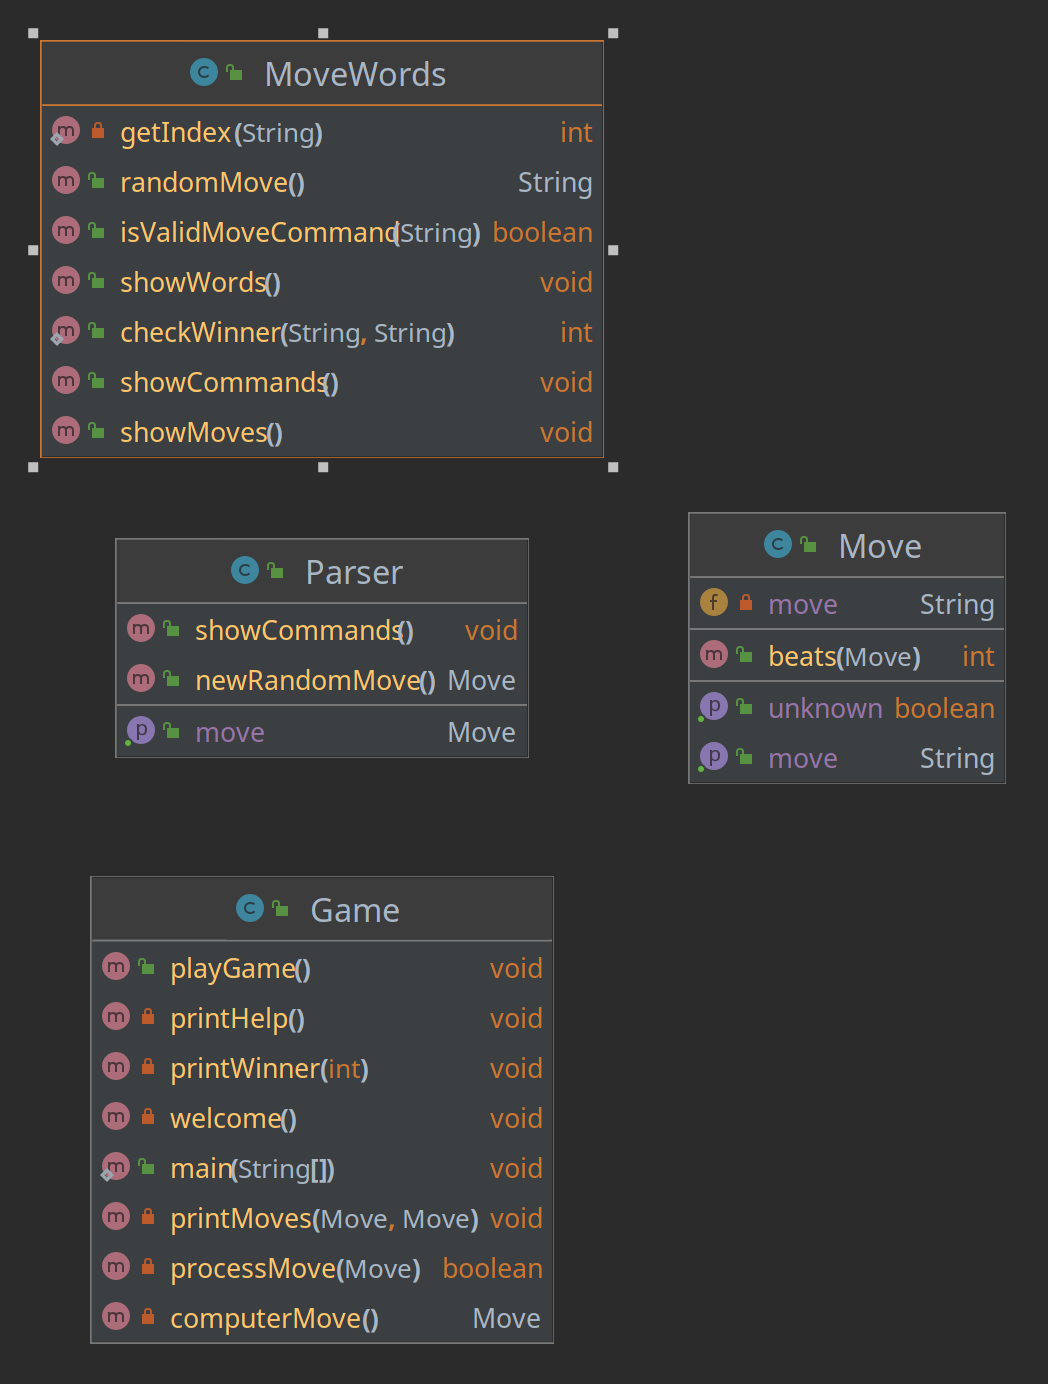 MoveWords
getIndex(String) int
randomMove() String
isValidMoveCommand(String) boolean
showWords() void
checkWinner(String, String) int
showCommands() void
showMoves() void
Parser
showCommands() void
newRandomMove() Move
move Move
Move
move String
beats(Move) int
unknown boolean
move String
Game
playGame() void
printHelp() void
printWinner(int) void
welcome() void
main(String[]) void
printMoves(Move, Move) void
processMove(Move) boolean
computerMove() Move